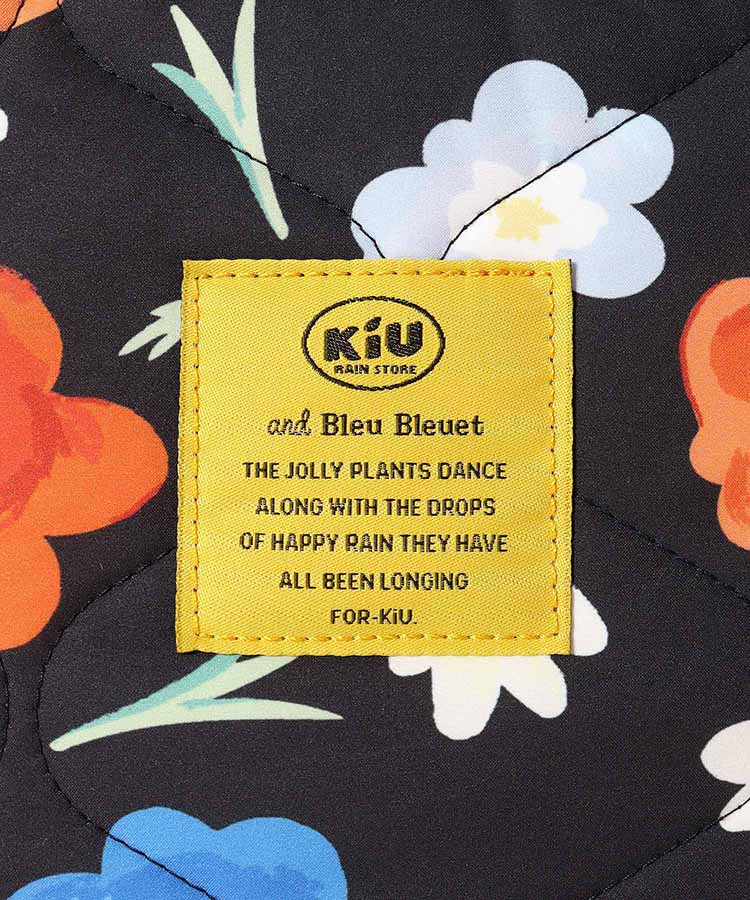 KiU
RAIN STORE
and Bleu Bleuet
THE JOLLY PLANTS DANCE
ALONG WITH THE DROPS
OF HAPPY RAIN THEY HAVE
ALL BEEN LONGING
FOR-KiU.